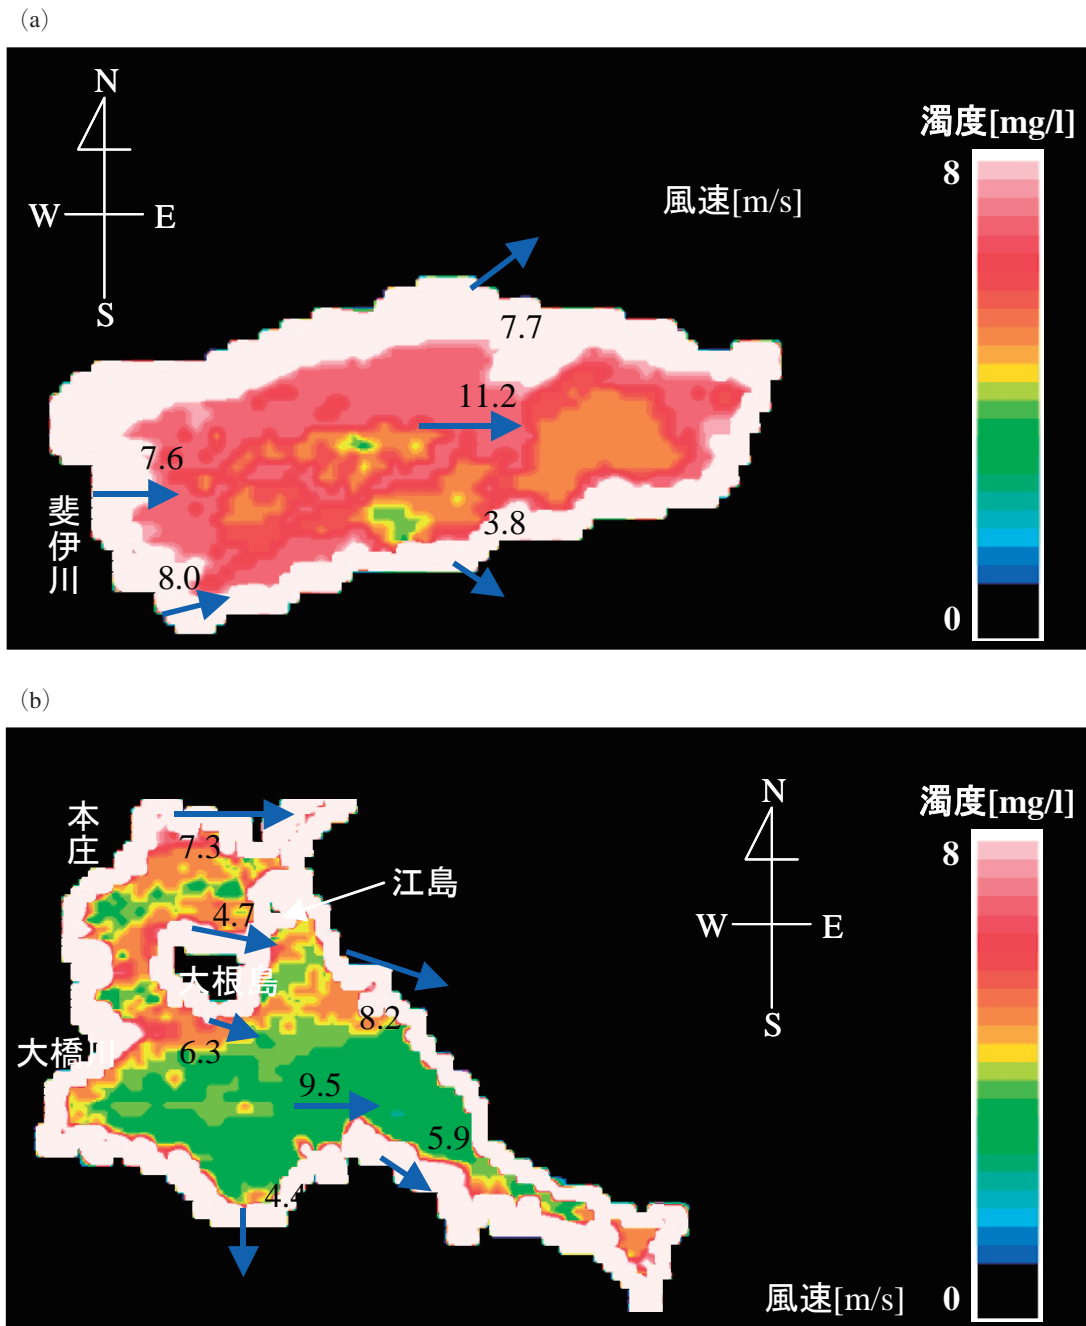 (a)
N
濁度[mg/l]
8
風速[m/s]
W
E
S
7.7
11.2
7.6
斐伊川
3.8
8.0
0
(b)
N
本庄
濁度[mg/l]
7.3
8
江島
4.7
W
E
大根島
8.2
S
大橋川
6.3
9.5
5.9
4.4
風速[m/s]
0